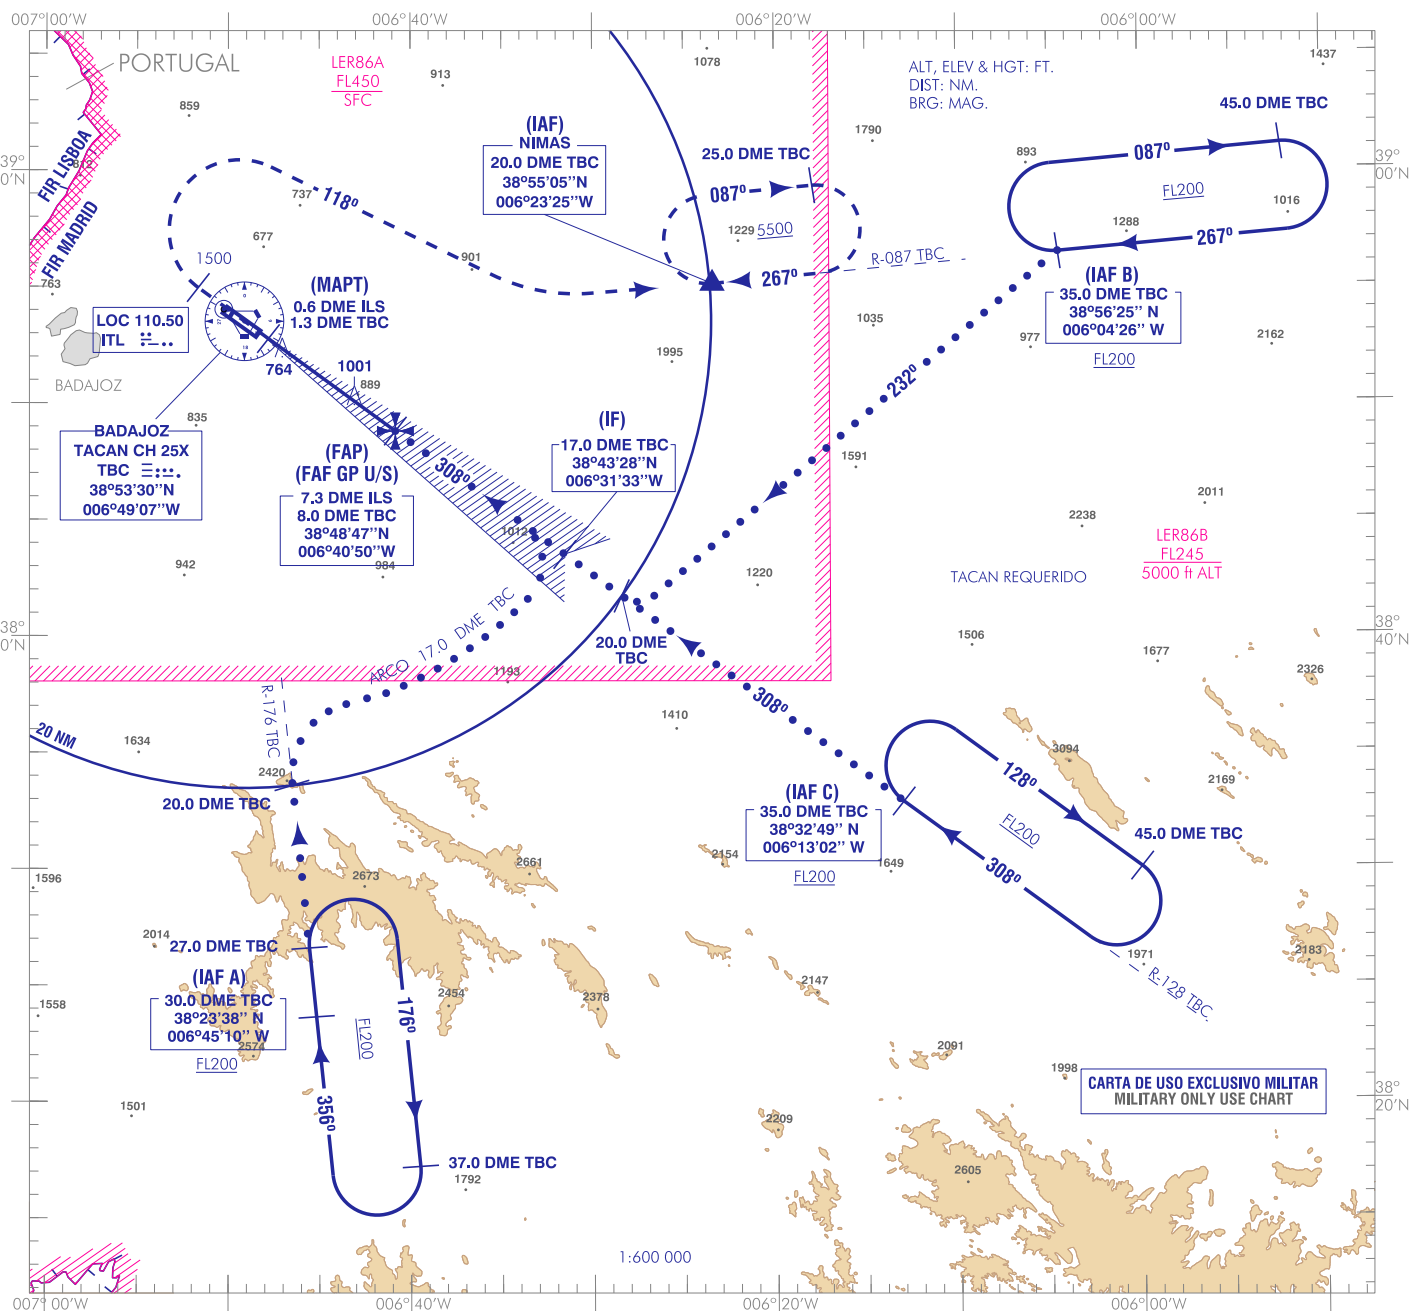 007°00'W
006°40'W
006°20'W
006°00'W
PORTUGAL
LER86A
FL450
SFC
913
1078
ALT, ELEV & HGT: FT.
DIST: NM.
BRG: MAG.
1437
859
45.0 DME TBC
(IAF)
NIMAS
20.0 DME TBC
38°55'05''N
006°23'25''W
1790
25.0 DME TBC
893
087°
FIR LISBOA
812
39°
00'N
737
118°
087°
FL200
1016
FIR MADRID
677
1229
5500
1288
267°
1500
901
R-087 TBC
267°
763
(MAPT)
0.6 DME ILS
1.3 DME TBC
(IAF B)
35.0 DME TBC
38°56'25'' N
006°04'26'' W
FL200
LOC 110.50
ITL
1035
977
2162
BADAJOZ
764
1001
889
1995
232°
835
BADAJOZ
TACAN CH 25X
TBC
38°53'30''N
006°49'07''W
(IF)
17.0 DME TBC
38°43'28''N
006°31'33''W
(FAP)
(FAF GP U/S)
7.3 DME ILS
8.0 DME TBC
38°48'47''N
006°40'50''W
308°
1591
2011
2238
1012
LER86B
FL245
5000 ft ALT
942
984
1220
TACAN REQUERIDO
ARCO 17.0 DME TBC
20.0 DME
TBC
1506
38°
40'N
1677
1193
2326
R-176 TBC
308°
1410
20 NM
1634
3094
2420
128°
2169
20.0 DME TBC
(IAF C)
35.0 DME TBC
38°32'49'' N
006°13'02'' W
FL200
FL200
45.0 DME TBC
2154
1649
308°
2661
2673
1596
2014
27.0 DME TBC
1971
2183
R-128 TBC.
(IAF A)
30.0 DME TBC
38°23'38'' N
006°45'10'' W
FL200
2147
2454
2378
176°
1558
FL200
2574
2091
1998
CARTA DE USO EXCLUSIVO MILITAR
MILITARY ONLY USE CHART
38°
20'N
356°
1501
2209
37.0 DME TBC
1792
2605
1:600 000
007°00'W
006°40'W
006°20'W
006°00'W